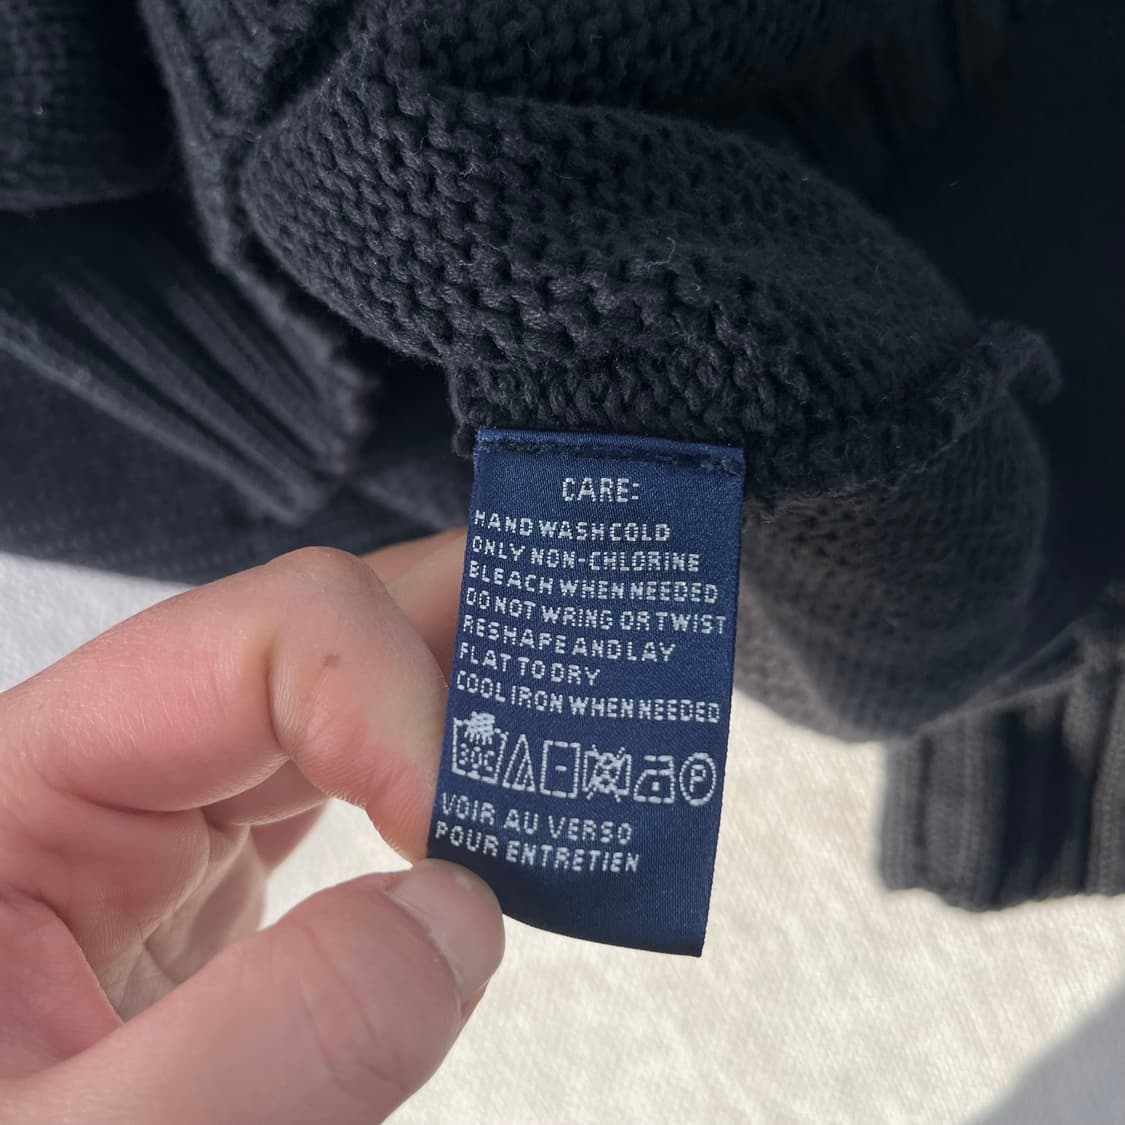 CARE:
HAND WASH COLD
ONLY NON-CHLORINE
BLEACH WHEN NEEDED
DO NOT WRING OR TWIST
RESHAPE AND LAY
FLAT TO DRY
COOL IRON WHEN NEEDED
30C P
VOIR AU VERSO
POUR ENTRETIEN